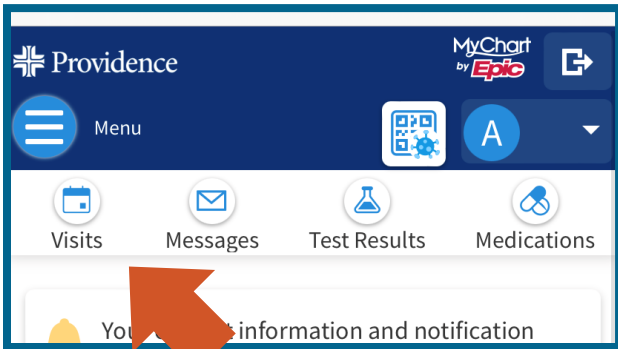 Providence
MyChart
by Epic
Menu
A
Visits Messages Test Results Medications
information and notification